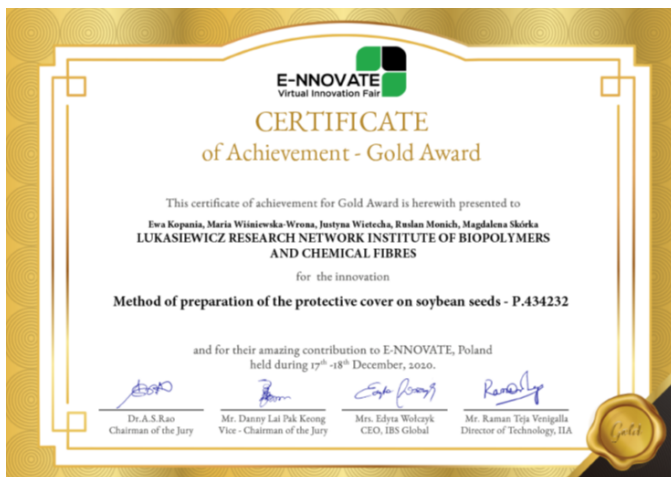 E-NNOVATE
Virtual Innovation Fair
CERTIFICATE
of Achievement - Gold Award
This certificate of achievement for Gold Award is herewith presented to
Ewa Kopania, Maria Wiśniewska-Wrona, Justyna Wietecha, Ruslan Monich, Magdalena Skórka
LUKASIEWICZ RESEARCH NETWORK INSTITUTE OF BIOPOLYMERS
AND CHEMICAL FIBRES
for the innovation
Method of preparation of the protective cover on soybean seeds - P.434232
and for their amazing contribution to E-NNOVATE, Poland
held during 17th -18th December, 2020.
Dr.A.S.Rao
Chairman of the Jury
Mr. Danny Lai Pak Keong
Vice - Chairman of the Jury
Mrs. Edyta Wołczyk
CEO, IBS Global
Mr. Raman Teja Venigalla
Director of Technology, IIA
Gold